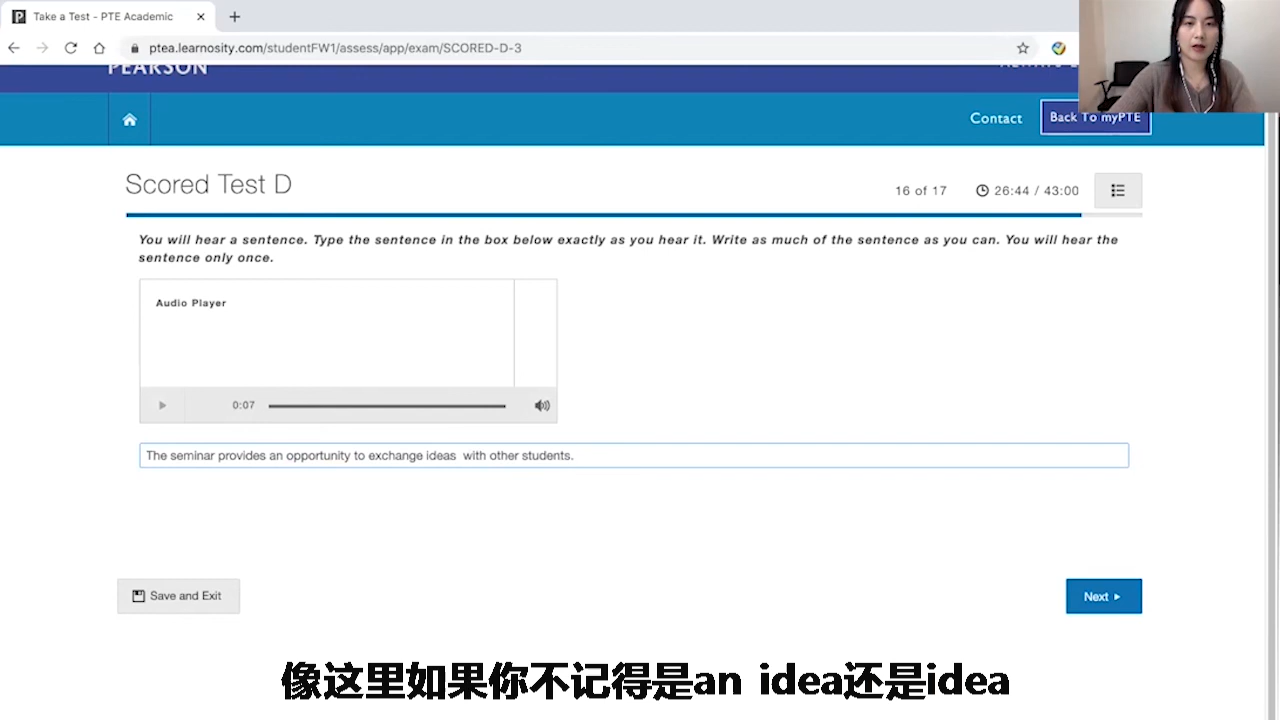 Take a Test - PTE Academic
ptea.learnosity.com/studentFW1/assess/app/exam/SCORED-D-3
PEARSON
Contact
Back To myPTE
Scored Test D
16 of 17
26:44 / 43:00
You will hear a sentence. Type the sentence in the box below exactly as you hear it. Write as much of the sentence as you can. You will hear the
sentence only once.
Audio Player
0:07
The seminar provides an opportunity to exchange ideas  with other students.
Save and Exit
Next
像这里如果你不记得是an idea还是idea